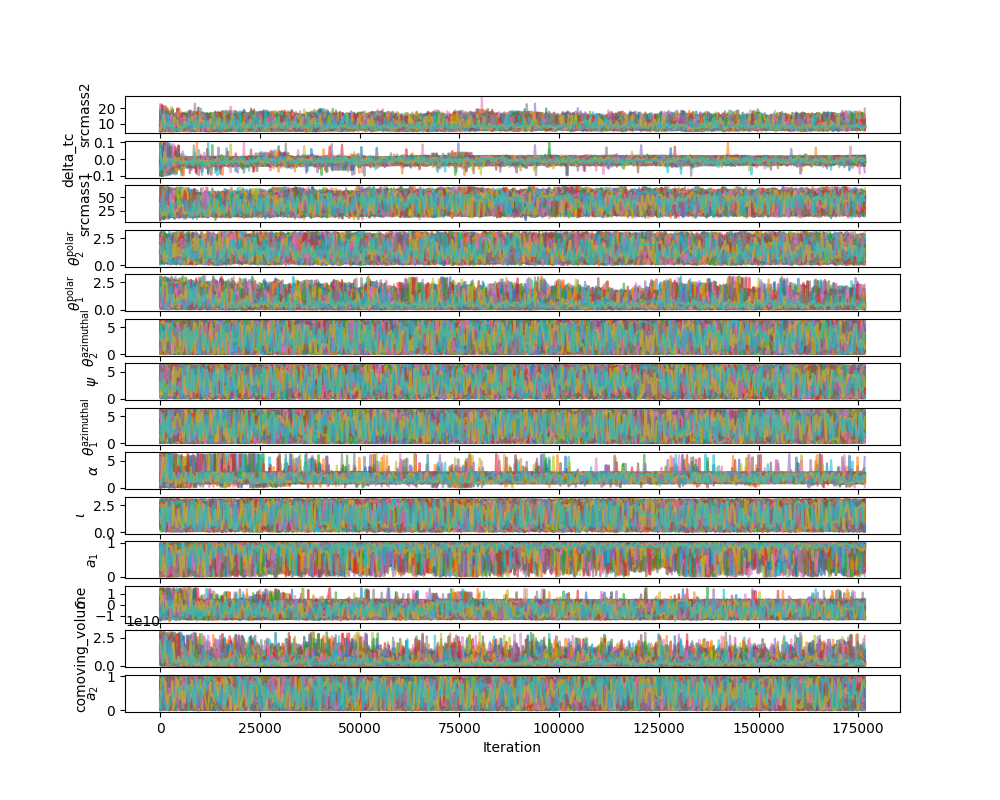 srcmass2
20
10
delta_tc
0.1
0.0
−0.1
srcmass1
50
25
θ₂^polar
2.5
0.0
θ₁^polar
2.5
0.0
θ₂^azimuthal
5
0
ψ
5
0
θ₁^azimuthal
5
0
α
5
0
ι
2.5
0.0
a₁
1
0
1
0
−1
1e10
comoving_volume
2.5
0.0
a₂
1
0
0
25000
50000
75000
100000
125000
150000
175000
Iteration